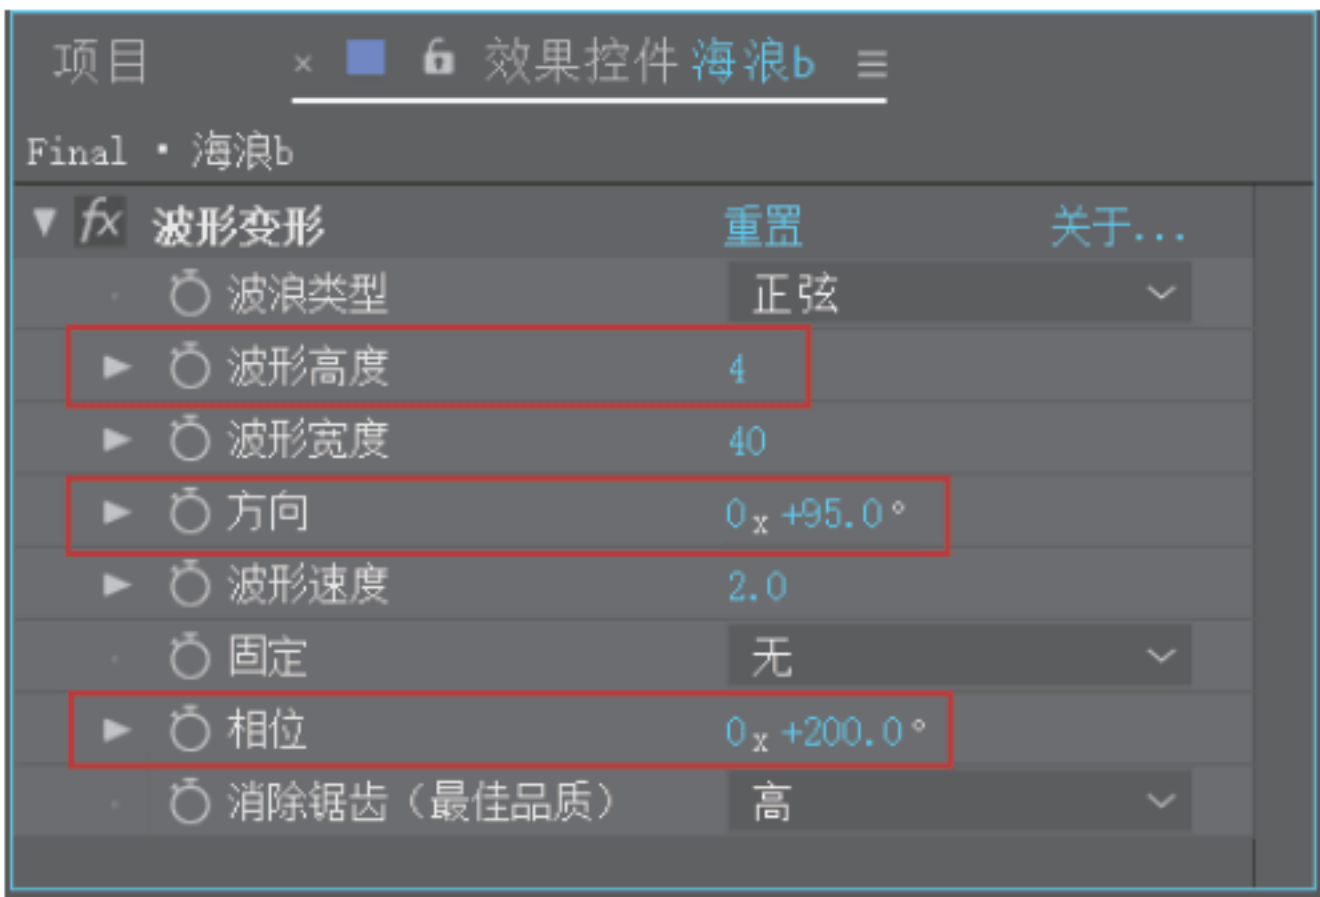 项目 × 效果控件 海浪b ≡
Final · 海浪b
fx 波形变形 重置 关于...
波浪类型 正弦
波形高度 4
波形宽度 40
方向 0x+95.0°
波形速度 2.0
固定 无
相位 0x+200.0°
消除锯齿（最佳品质） 高